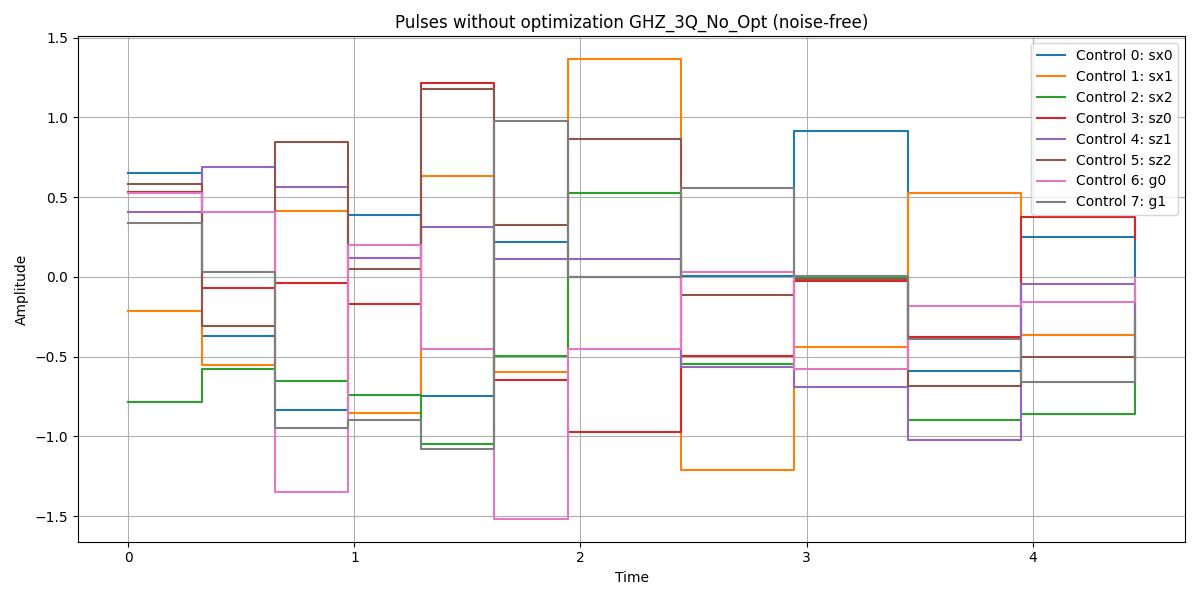 Pulses without optimization GHZ_3Q_No_Opt (noise-free)
1.5
1.0
0.5
0.0
−0.5
−1.0
−1.5
Amplitude
0
1
2
3
4
Time
Control 0: sx0
Control 1: sx1
Control 2: sx2
Control 3: sz0
Control 4: sz1
Control 5: sz2
Control 6: g0
Control 7: g1